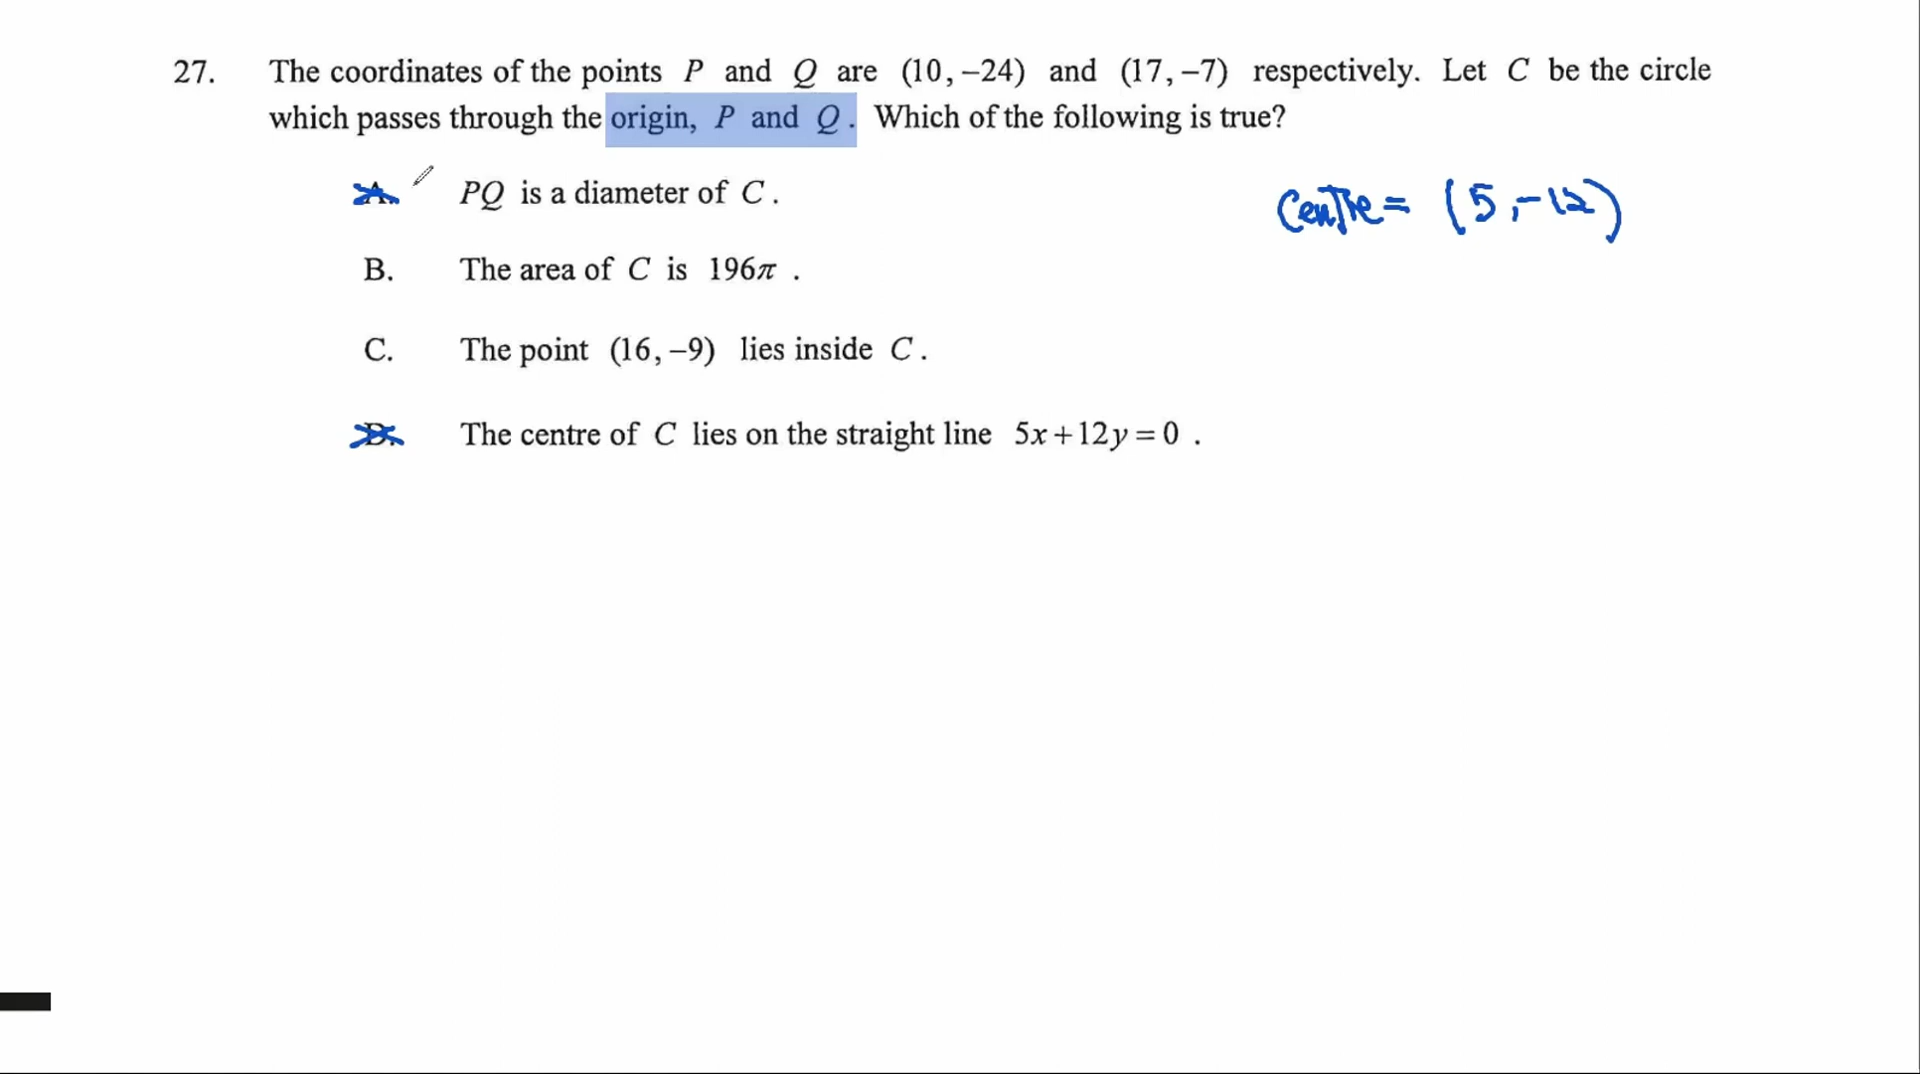 27. The coordinates of the points P and Q are (10, −24) and (17, −7) respectively. Let C be the circle
which passes through the origin, P and Q. Which of the following is true?
A. PQ is a diameter of C.
Centre = (5, −12)
B. The area of C is 196π.
C. The point (16, −9) lies inside C.
D. The centre of C lies on the straight line 5x+12y=0.